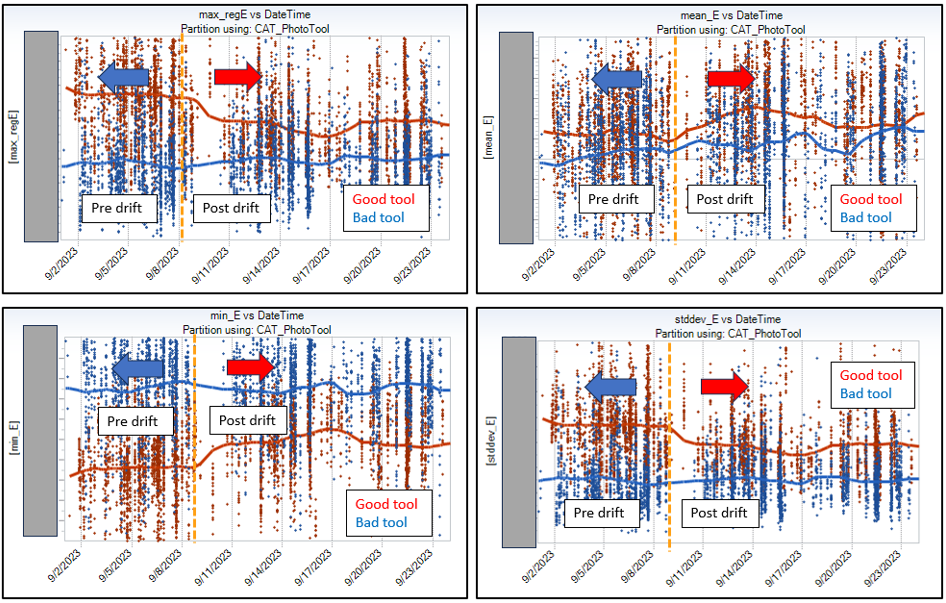 max_regE vs DateTime
Partition using: CAT_PhotoTool
[max_regE]
Pre drift
Post drift
Good tool
Bad tool
9/2/2023
9/5/2023
9/8/2023
9/11/2023
9/14/2023
9/17/2023
9/20/2023
9/23/2023
mean_E vs DateTime
Partition using: CAT_PhotoTool
[mean_E]
Pre drift
Post drift
Good tool
Bad tool
9/2/2023
9/5/2023
9/8/2023
9/11/2023
9/14/2023
9/17/2023
9/20/2023
9/23/2023
min_E vs DateTime
Partition using: CAT_PhotoTool
[min_E]
Pre drift
Post drift
Good tool
Bad tool
9/2/2023
9/5/2023
9/8/2023
9/11/2023
9/14/2023
9/17/2023
9/20/2023
9/23/2023
stddev_E vs DateTime
Partition using: CAT_PhotoTool
[stddev_E]
Good tool
Bad tool
Pre drift
Post drift
9/2/2023
9/5/2023
9/8/2023
9/11/2023
9/14/2023
9/17/2023
9/20/2023
9/23/2023